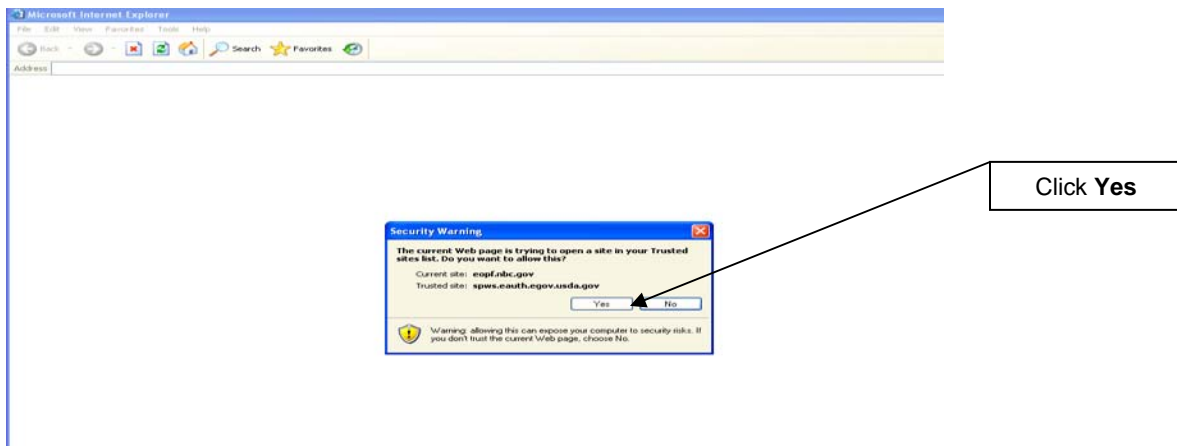 Microsoft Internet Explorer
File Edit View Favorites Tools Help
Back Search Favorites
Address
Click Yes
Security Warning
The current Web page is trying to open a site in your Trusted
sites list. Do you want to allow this?
Current site: eopf.nbc.gov
Trusted site: spws.eauth.egov.usda.gov
Yes No
Warning: allowing this can expose your computer to security risks. If
you don't trust the current Web page, choose No.